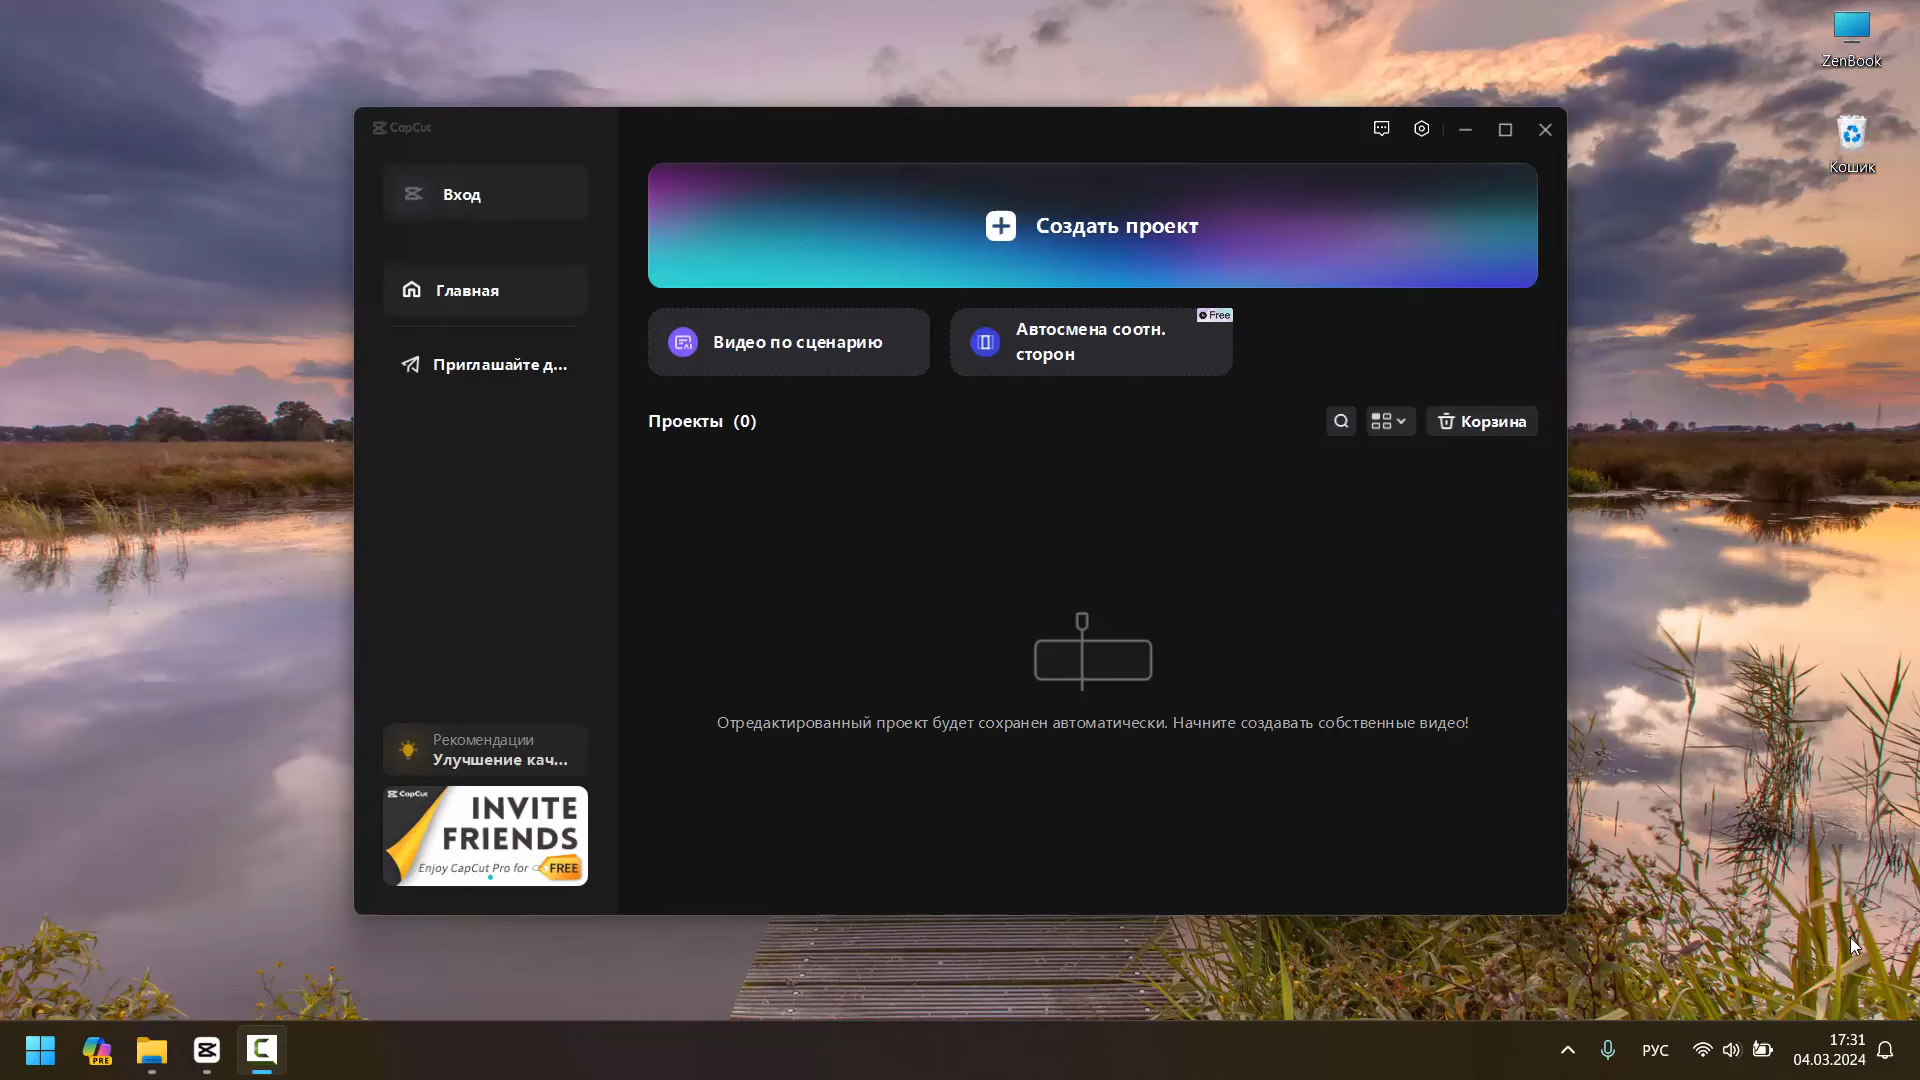 ZenBook
Кошик
CapCut
Вход
Главная
Приглашайте д...
Рекомендации
Улучшение кач...
CapCut
INVITE
FRIENDS
Enjoy CapCut Pro for FREE
Создать проект
Видео по сценарию
Автосмена соотн.
сторон
Free
Проекты (0)
Корзина
Отредактированный проект будет сохранен автоматически. Начните создавать собственные видео!
PRE
РУС
17:31
04.03.2024